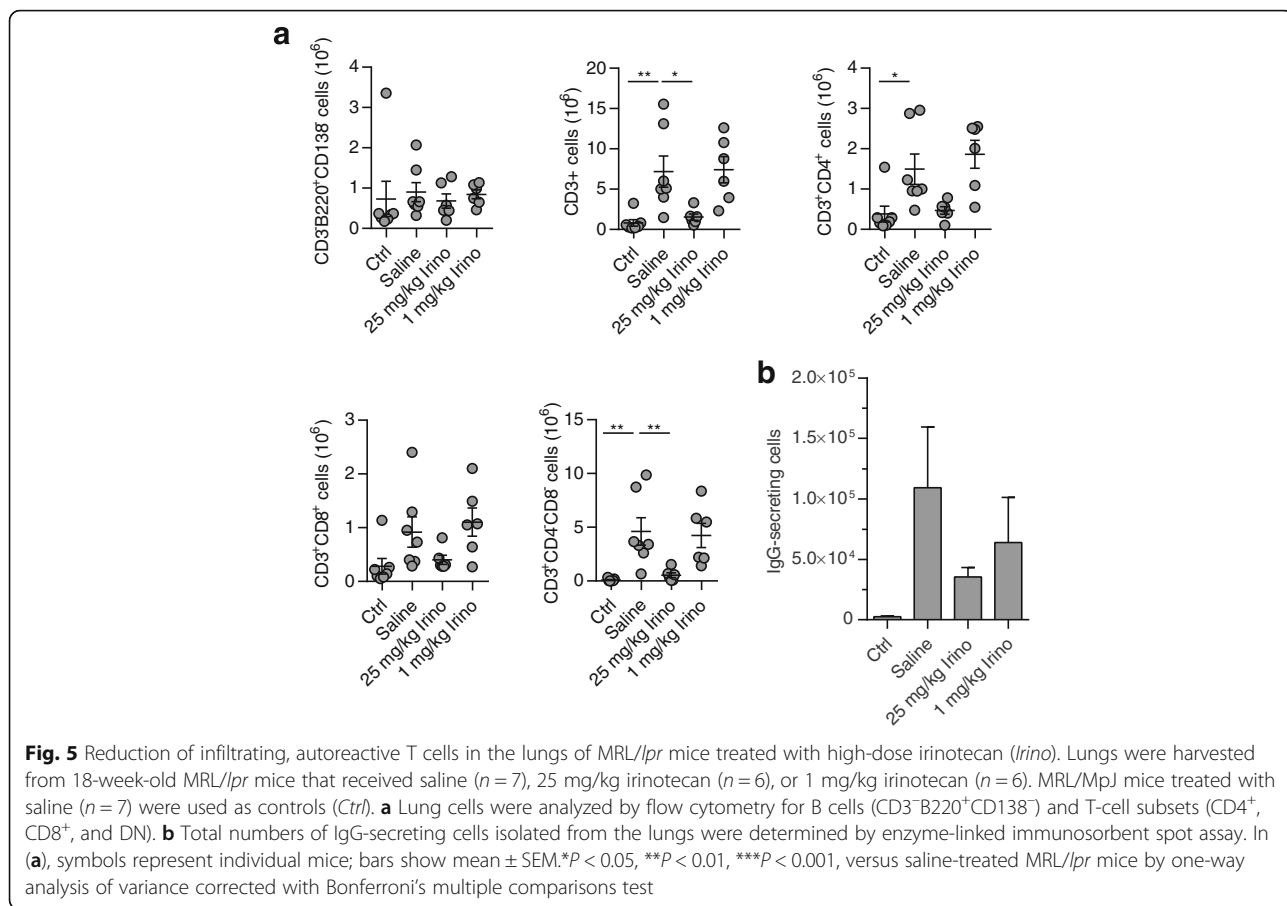 a
CD3⁻B220⁺CD138⁻ cells (10⁶)
4
3
2
1
0
Ctrl
Saline
25 mg/kg Irino
1 mg/kg Irino
CD3+ cells (10⁶)
20
15
10
5
0
** *
Ctrl
Saline
25 mg/kg Irino
1 mg/kg Irino
CD3⁺CD4⁺ cells (10⁶)
4
3
2
1
0
*
Ctrl
Saline
25 mg/kg Irino
1 mg/kg Irino
CD3⁺CD8⁺ cells (10⁶)
3
2
1
0
Ctrl
Saline
25 mg/kg Irino
1 mg/kg Irino
CD3⁺CD4⁻CD8⁻ cells (10⁶)
15
10
5
0
** **
Ctrl
Saline
25 mg/kg Irino
1 mg/kg Irino
b
IgG-secreting cells
2.0×10⁵
1.5×10⁵
1.0×10⁵
5.0×10⁴
0
Ctrl
Saline
25 mg/kg Irino
1 mg/kg Irino
Fig. 5 Reduction of infiltrating, autoreactive T cells in the lungs of MRL/lpr mice treated with high-dose irinotecan (Irino). Lungs were harvested
from 18-week-old MRL/lpr mice that received saline (n = 7), 25 mg/kg irinotecan (n = 6), or 1 mg/kg irinotecan (n = 6). MRL/MpJ mice treated with
saline (n = 7) were used as controls (Ctrl). a Lung cells were analyzed by flow cytometry for B cells (CD3⁻B220⁺CD138⁻) and T-cell subsets (CD4⁺,
CD8⁺, and DN). b Total numbers of IgG-secreting cells isolated from the lungs were determined by enzyme-linked immunosorbent spot assay. In
(a), symbols represent individual mice; bars show mean ± SEM.*P < 0.05, **P < 0.01, ***P < 0.001, versus saline-treated MRL/lpr mice by one-way
analysis of variance corrected with Bonferroni's multiple comparisons test